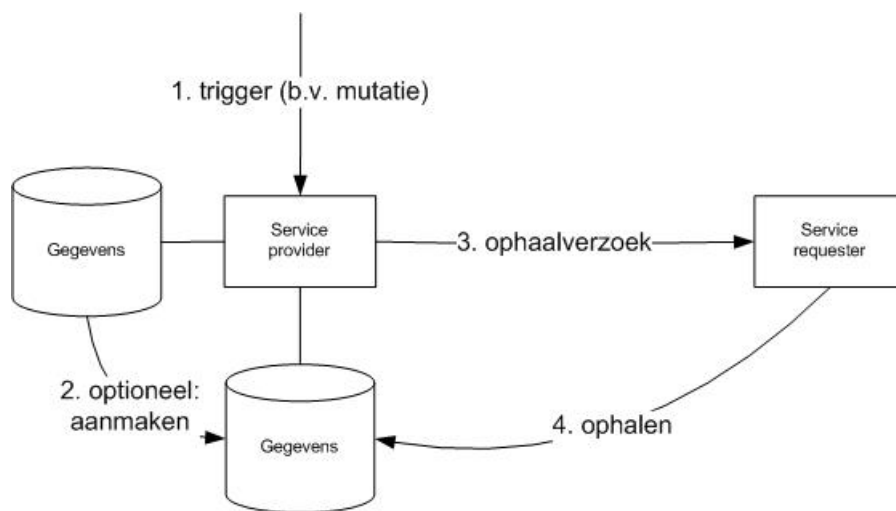 1. trigger (b.v. mutatie)
Gegevens
Service
provider
3. ophaalverzoek
Service
requester
2. optioneel:
aanmaken
Gegevens
4. ophalen